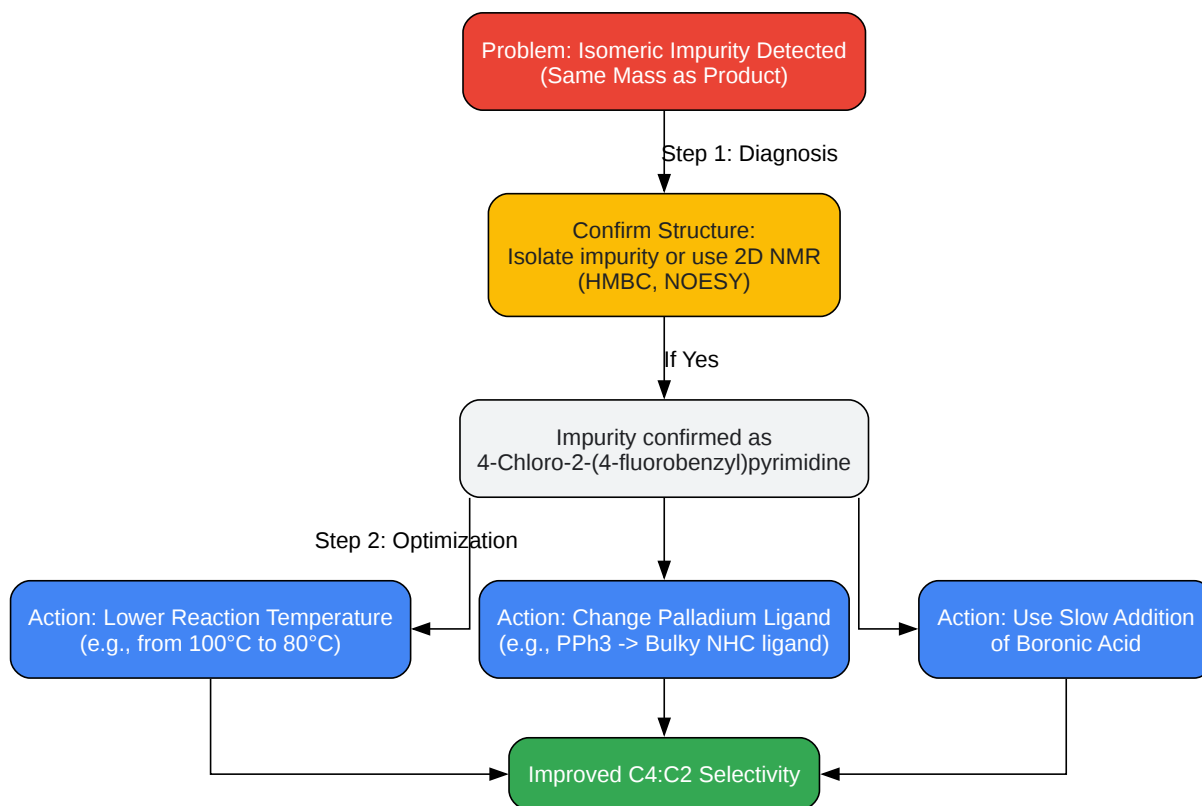 Problem: Isomeric Impurity Detected
(Same Mass as Product)
Step 1: Diagnosis
Confirm Structure:
Isolate impurity or use 2D NMR
(HMBC, NOESY)
If Yes
Impurity confirmed as
4-Chloro-2-(4-fluorobenzyl)pyrimidine
Step 2: Optimization
Action: Lower Reaction Temperature
(e.g., from 100°C to 80°C)
Action: Change Palladium Ligand
(e.g., PPh3 -> Bulky NHC ligand)
Action: Use Slow Addition
of Boronic Acid
Improved C4:C2 Selectivity